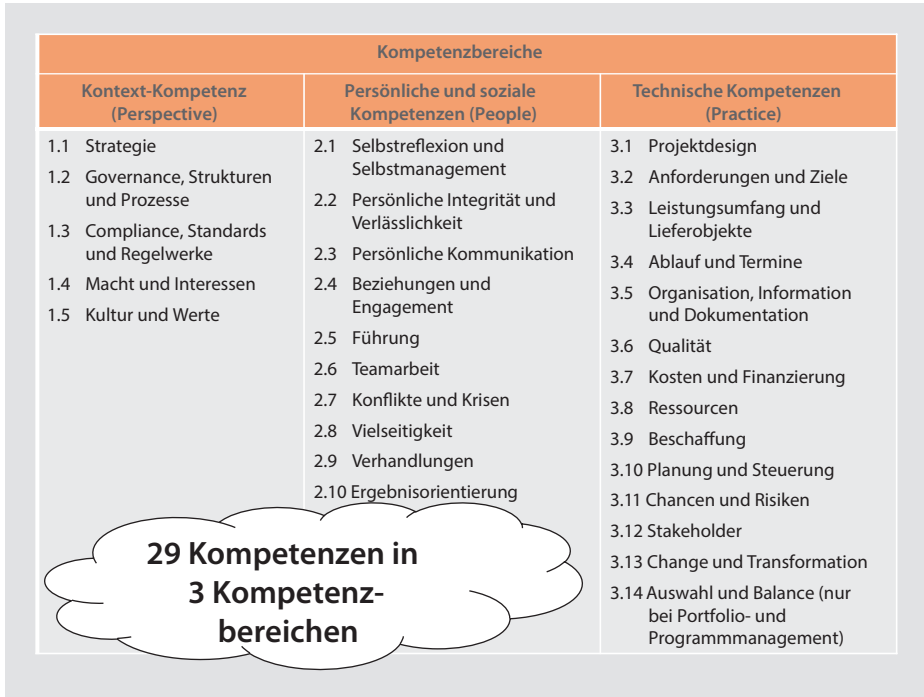 Kompetenzbereiche
Kontext-Kompetenz
(Perspective)
Persönliche und soziale
Kompetenzen (People)
Technische Kompetenzen
(Practice)
1.1 Strategie
1.2 Governance, Strukturen
und Prozesse
1.3 Compliance, Standards
und Regelwerke
1.4 Macht und Interessen
1.5 Kultur und Werte
2.1 Selbstreflexion und
Selbstmanagement
2.2 Persönliche Integrität und
Verlässlichkeit
2.3 Persönliche Kommunikation
2.4 Beziehungen und
Engagement
2.5 Führung
2.6 Teamarbeit
2.7 Konflikte und Krisen
2.8 Vielseitigkeit
2.9 Verhandlungen
2.10 Ergebnisorientierung
3.1 Projektdesign
3.2 Anforderungen und Ziele
3.3 Leistungsumfang und
Lieferobjekte
3.4 Ablauf und Termine
3.5 Organisation, Information
und Dokumentation
3.6 Qualität
3.7 Kosten und Finanzierung
3.8 Ressourcen
3.9 Beschaffung
3.10 Planung und Steuerung
3.11 Chancen und Risiken
3.12 Stakeholder
3.13 Change und Transformation
3.14 Auswahl und Balance (nur
bei Portfolio- und
Programmmanagement)
29 Kompetenzen in
3 Kompetenz-
bereichen